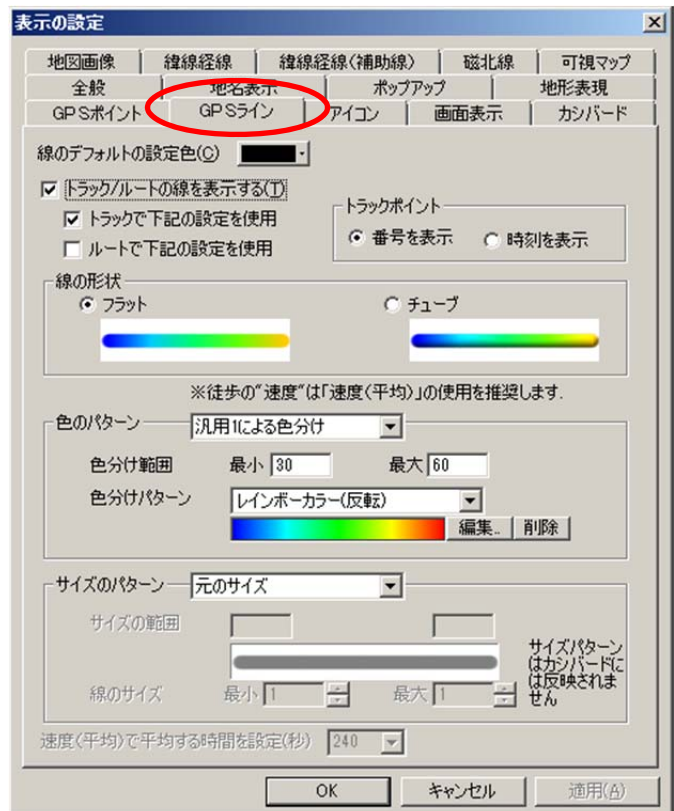 表示の設定
地図画像 緯線経線 緯線経線(補助線) 磁北線 可視マップ
全般 地名表示 ポップアップ 地形表現
GPSポイント GPSライン アイコン 画面表示 カシバード
線のデフォルトの設定色(C)
トラック/ルートの線を表示する(T)
トラックで下記の設定を使用
ルートで下記の設定を使用
トラックポイント
番号を表示 時刻を表示
線の形状
フラット チューブ
※徒歩の"速度"は「速度(平均)」の使用を推奨します.
色のパターン 汎用1による色分け
色分け範囲 最小 30 最大 60
色分けパターン レインボーカラー(反転)
編集.. 削除
サイズのパターン 元のサイズ
サイズの範囲
サイズパターン
はカシバードに
は反映されま
せん
線のサイズ 最小 1 最大 1
速度(平均)で平均する時間を設定(秒) 240
OK キャンセル 適用(A)